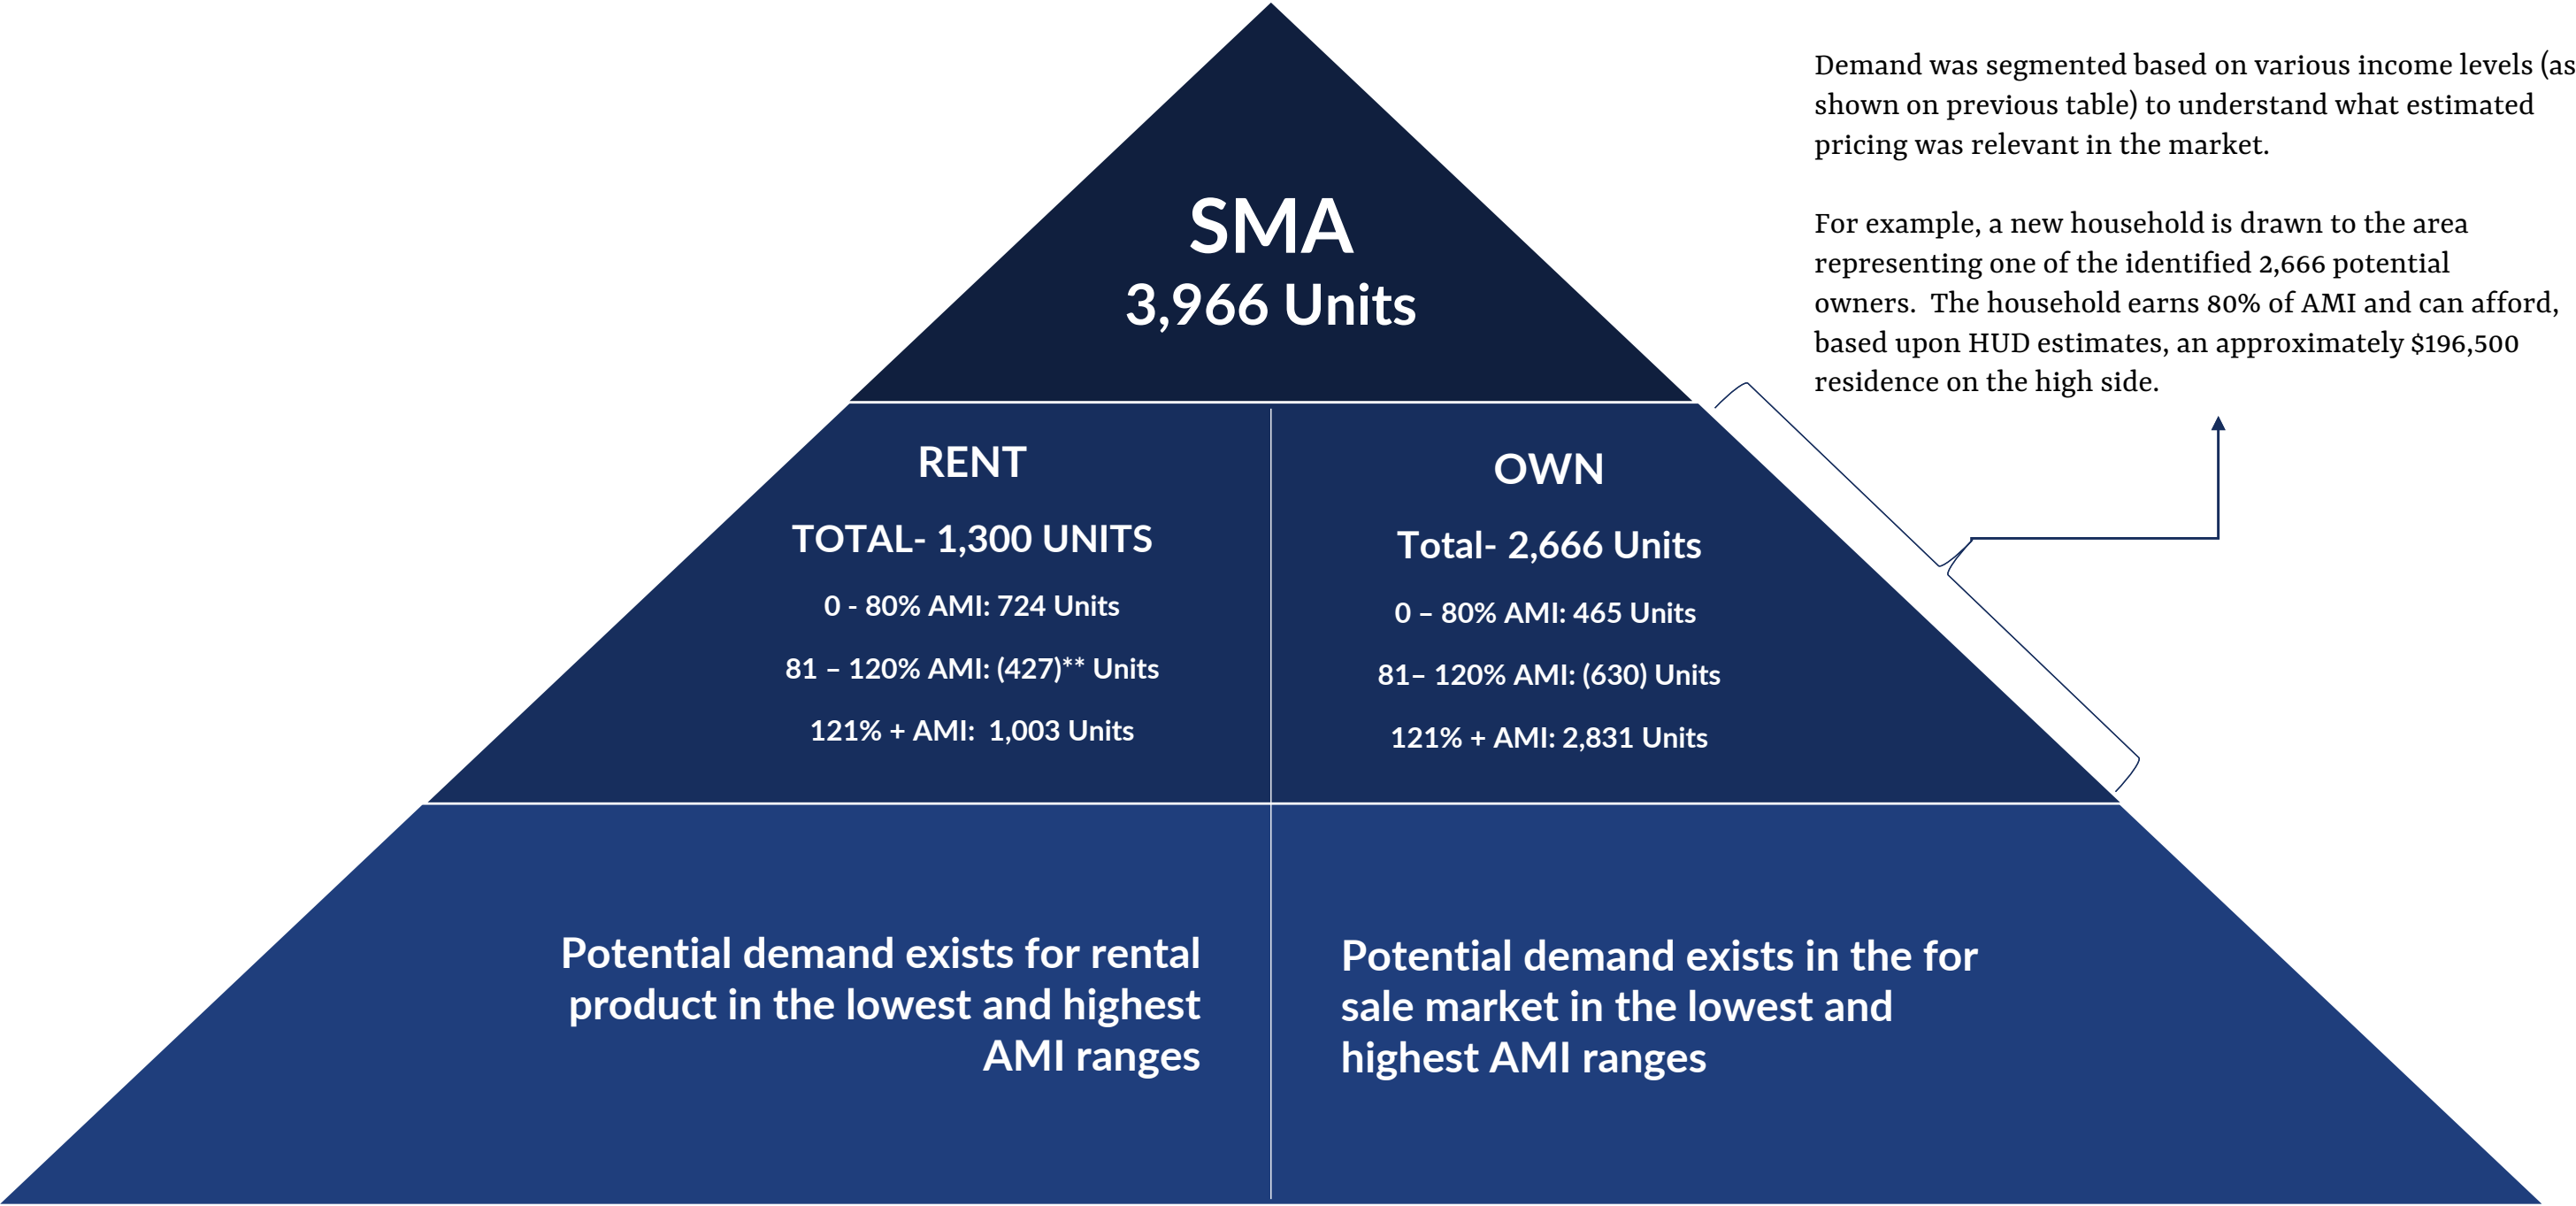 SMA
3,966 Units
Demand was segmented based on various income levels (as
shown on previous table) to understand what estimated
pricing was relevant in the market.
For example, a new household is drawn to the area
representing one of the identified 2,666 potential
owners.  The household earns 80% of AMI and can afford,
based upon HUD estimates, an approximately $196,500
residence on the high side.
RENT
TOTAL- 1,300 UNITS
0 - 80% AMI: 724 Units
81 – 120% AMI: (427)** Units
121% + AMI:  1,003 Units
OWN
Total- 2,666 Units
0 – 80% AMI: 465 Units
81– 120% AMI: (630) Units
121% + AMI: 2,831 Units
Potential demand exists for rental
product in the lowest and highest
AMI ranges
Potential demand exists in the for
sale market in the lowest and
highest AMI ranges